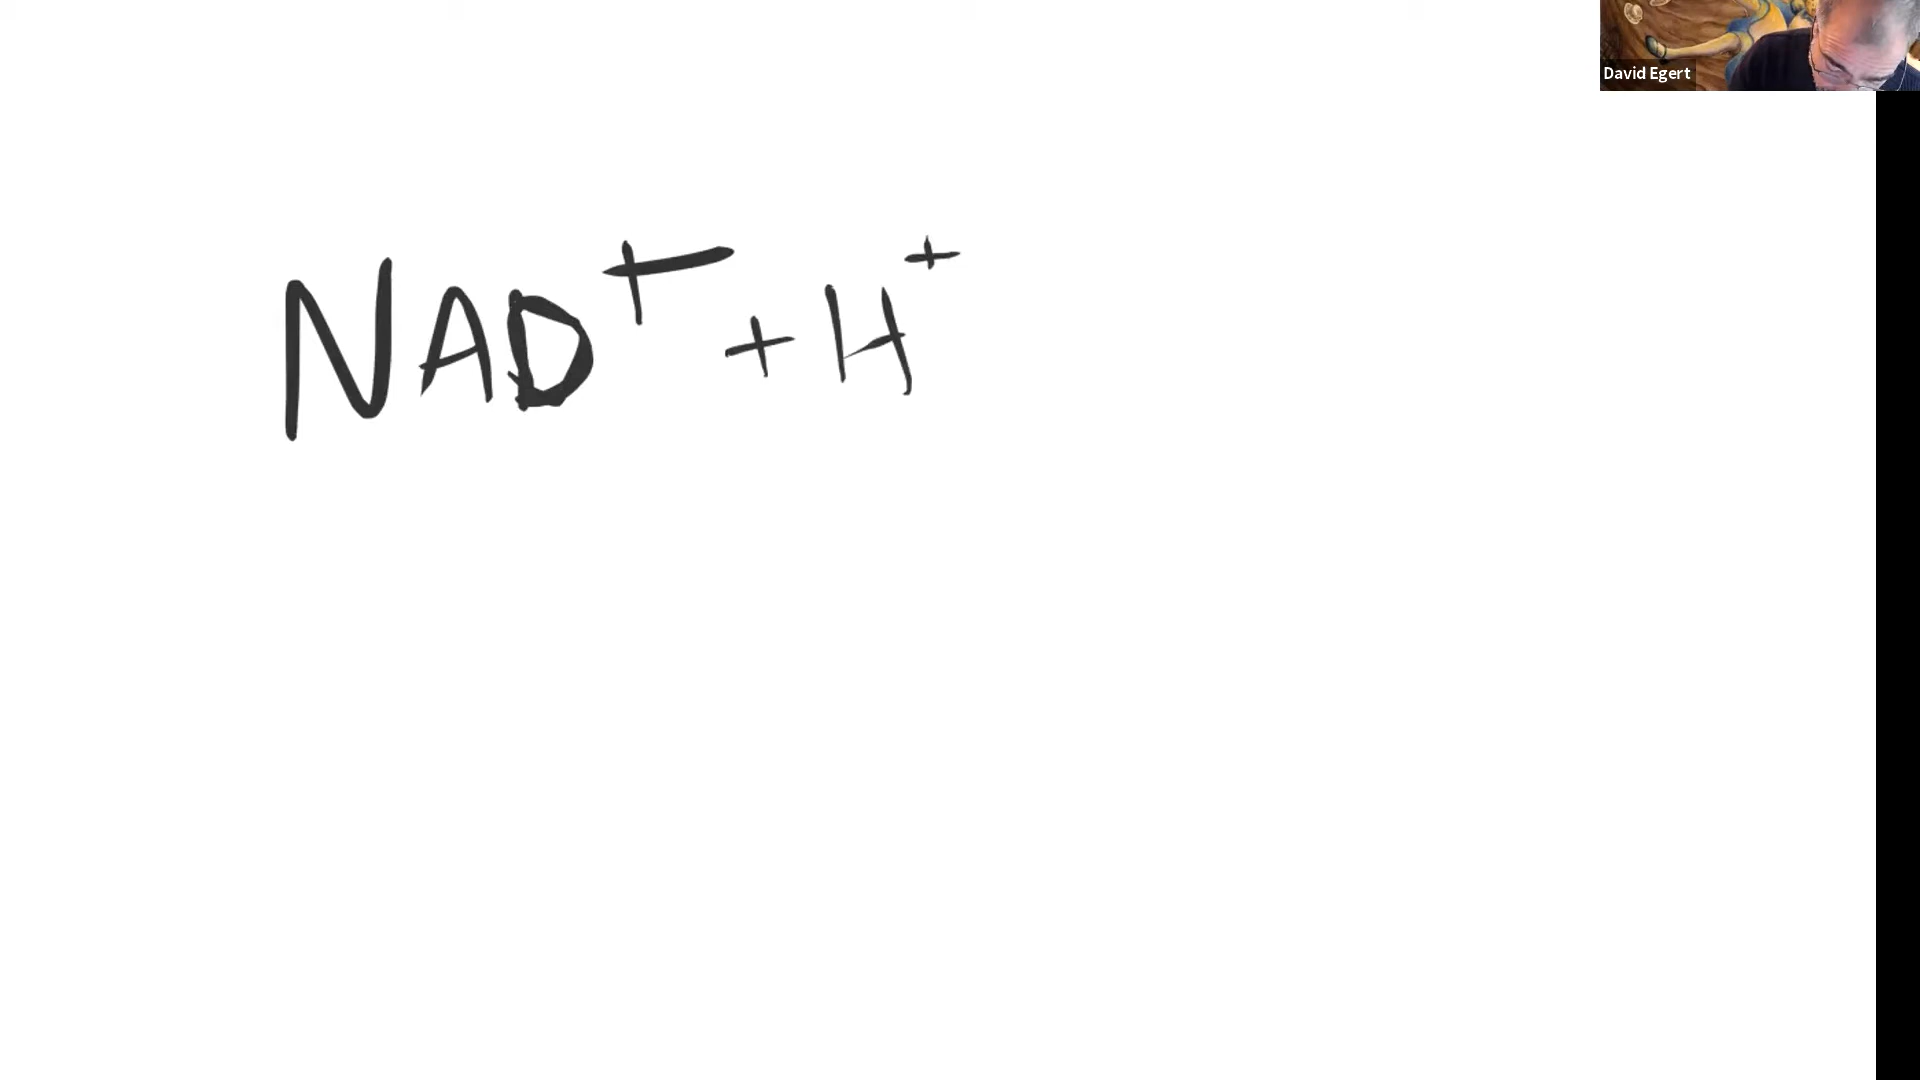 David Egert
NAD⁺ + H⁺